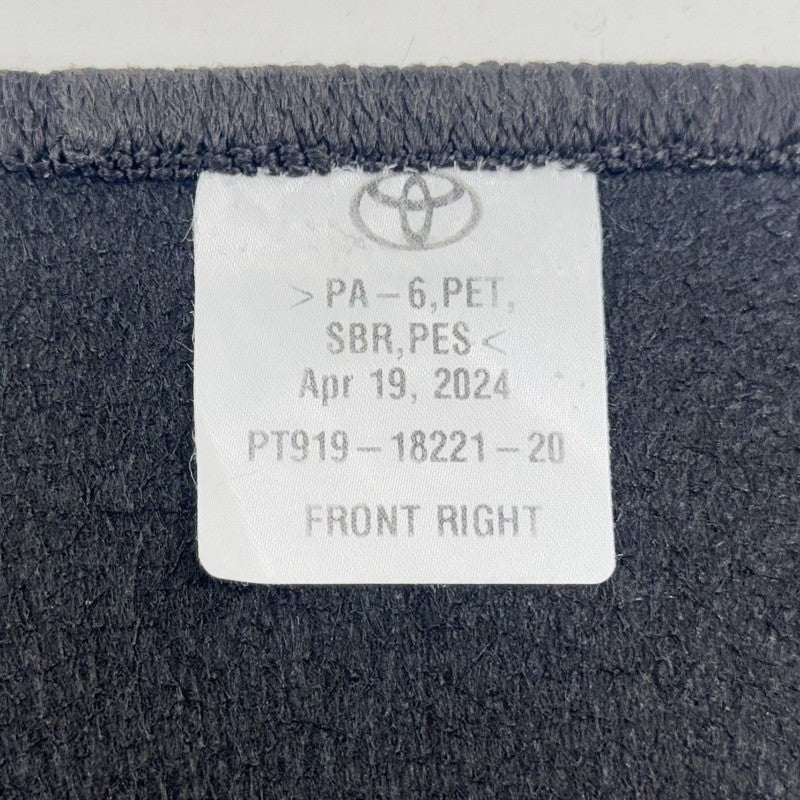 >PA-6,PET,
SBR,PES<
Apr 19, 2024
PT919-18221-20
FRONT RIGHT